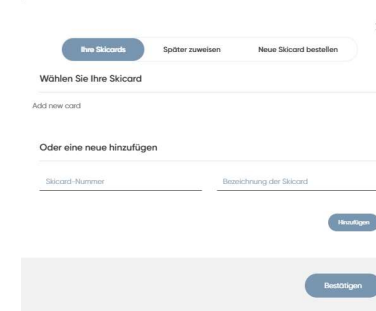 Ihre Skicards Später zuweisen Neue Skicard bestellen
Wählen Sie Ihre Skicard
Add new card
Oder eine neue hinzufügen
Skicard-Nummer Bezeichnung der Skicard
Hinzufügen
Bestätigen